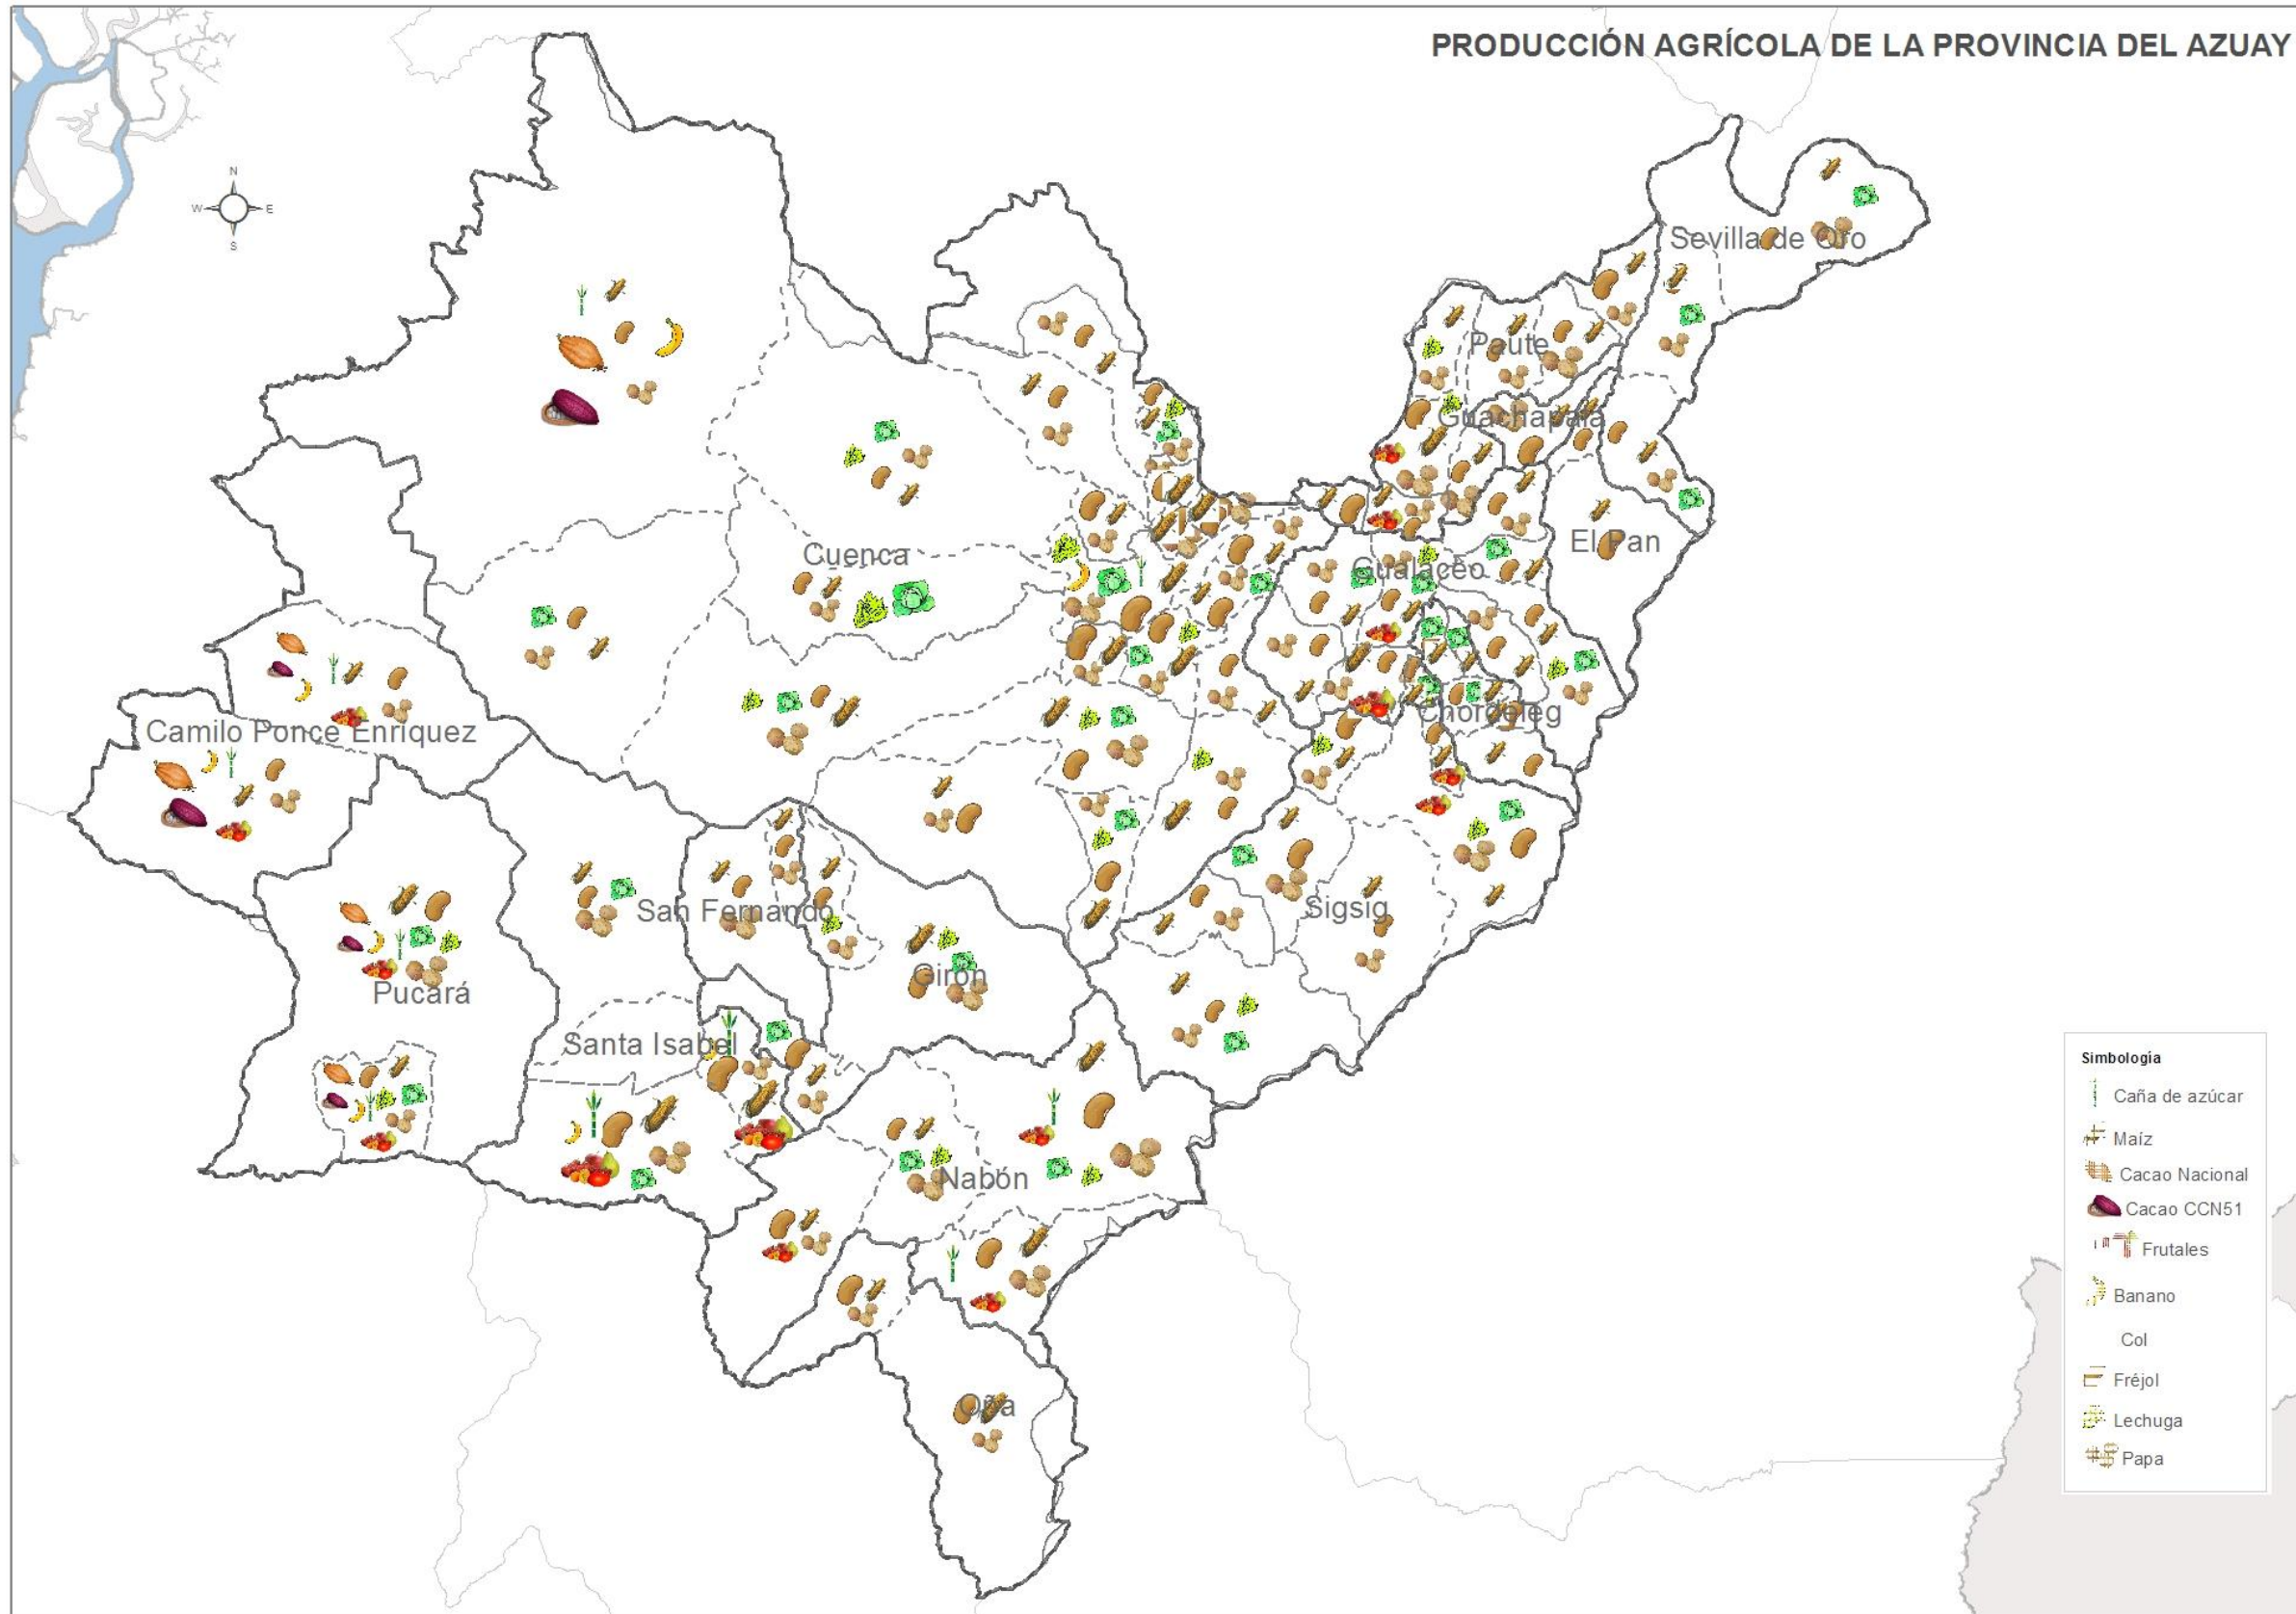 PRODUCCIÓN AGRÍCOLA DE LA PROVINCIA DEL AZUAY
N
W
E
S
Sevilla de Oro
Paute
Guachapala
El Pan
Cuenca
Gualaceo
Chordeleg
Camilo Ponce Enriquez
San Fernando
Sigsig
Girón
Pucará
Santa Isabel
Nabón
Oña
Simbología
Caña de azúcar
Maíz
Cacao Nacional
Cacao CCN51
Frutales
Banano
Col
Fréjol
Lechuga
Papa